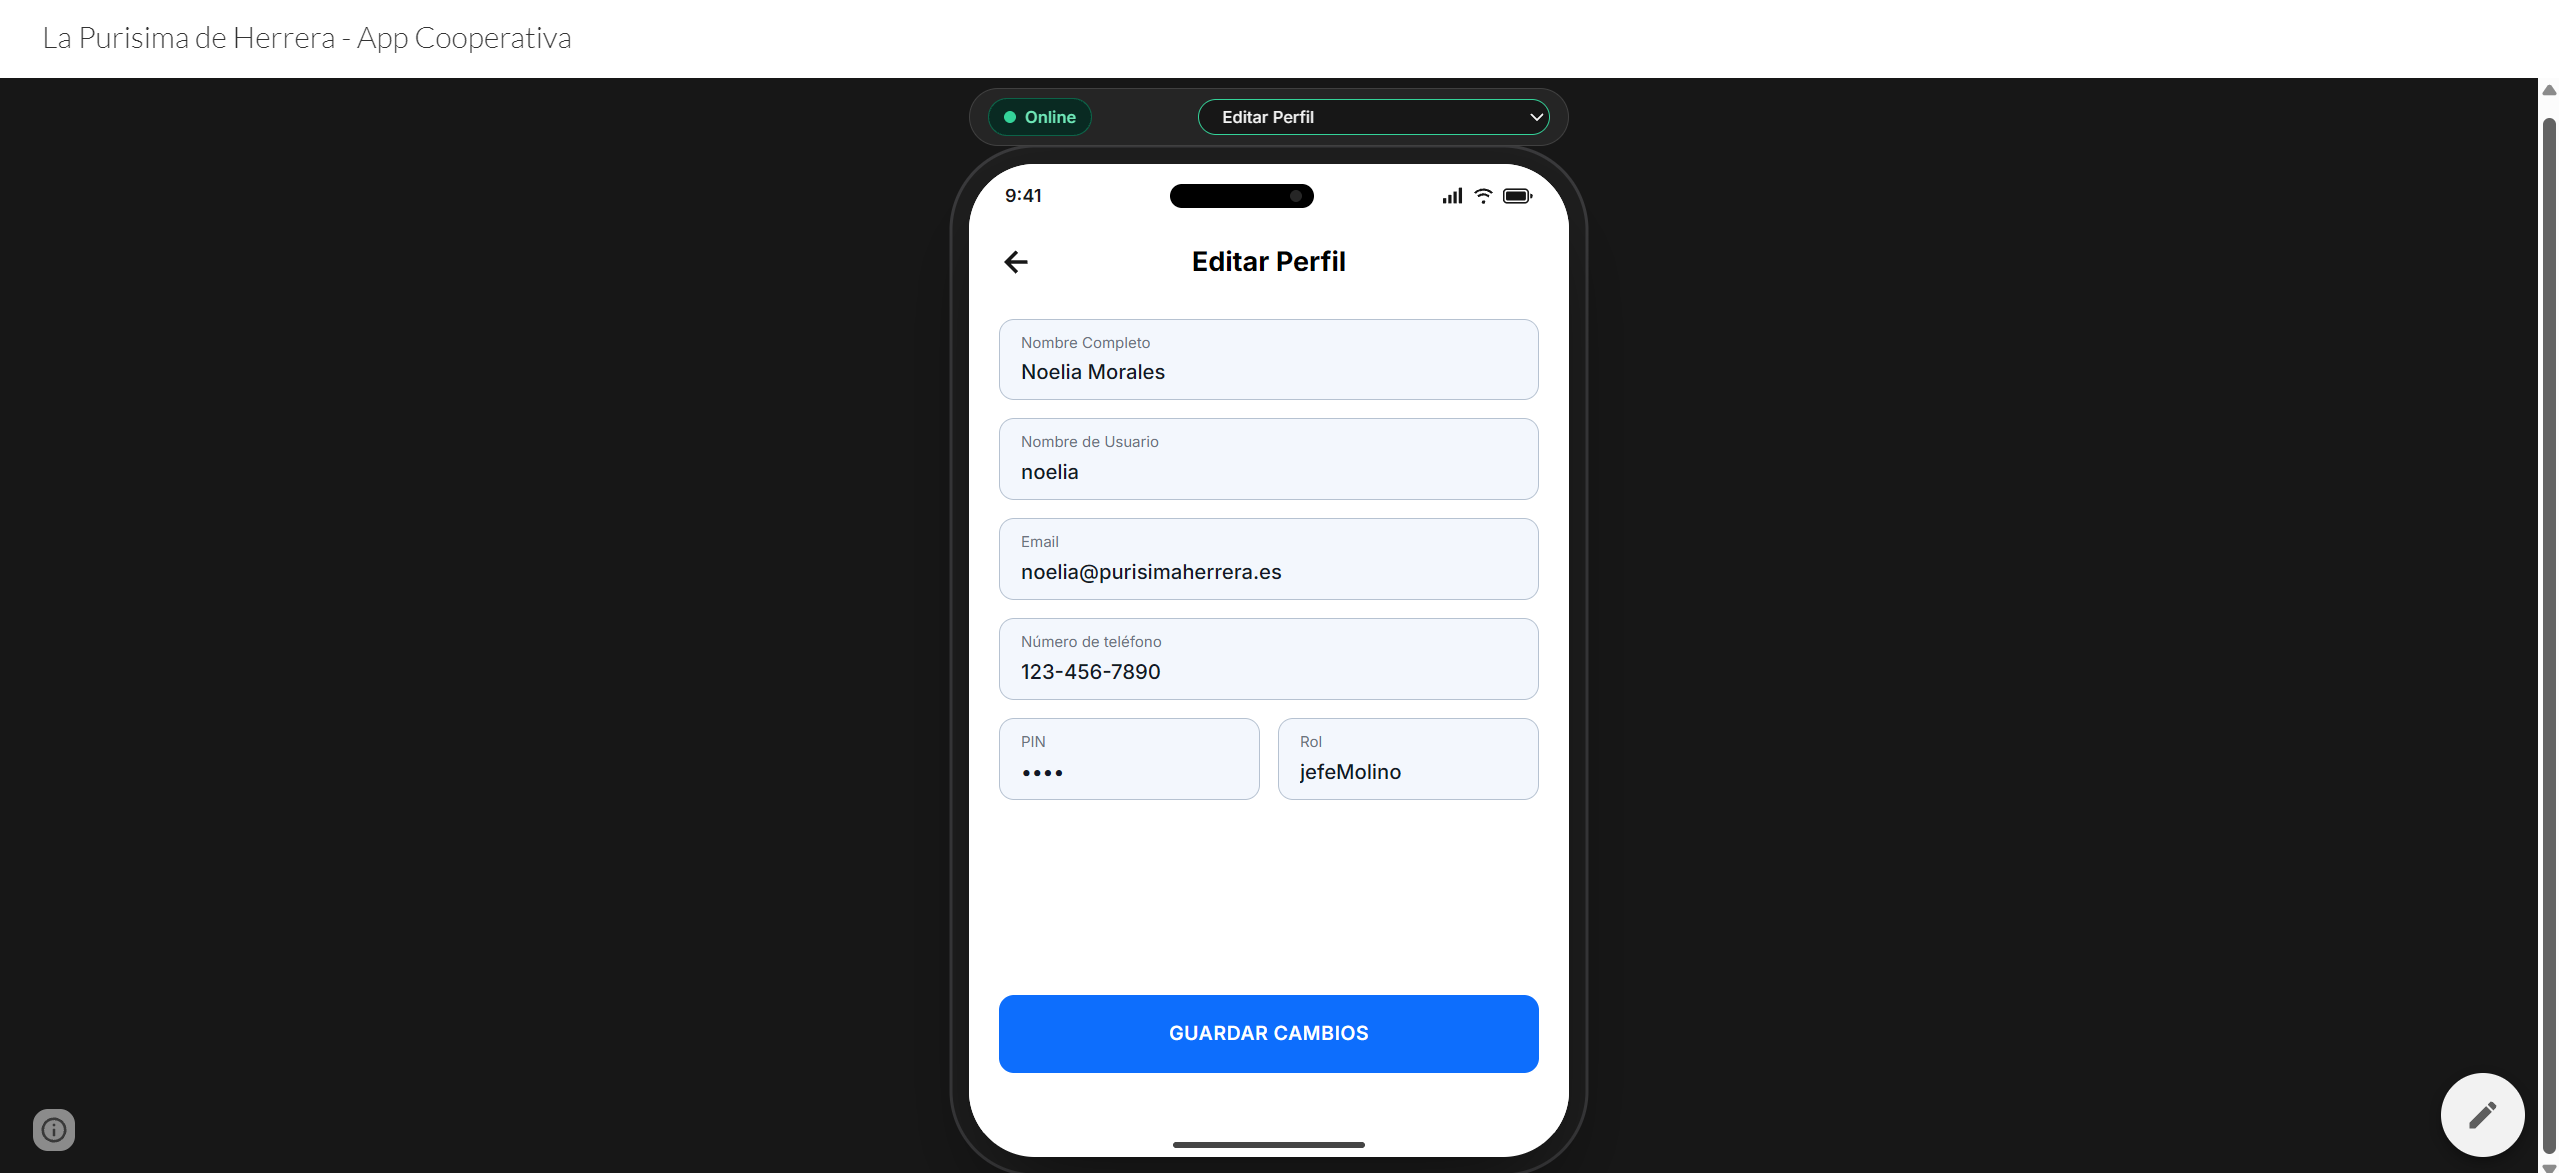 La Purisima de Herrera - App Cooperativa
Online
Editar Perfil
9:41
Editar Perfil
Nombre Completo
Noelia Morales
Nombre de Usuario
noelia
Email
noelia@purisimaherrera.es
Número de teléfono
123-456-7890
PIN
••••
Rol
jefeMolino
GUARDAR CAMBIOS